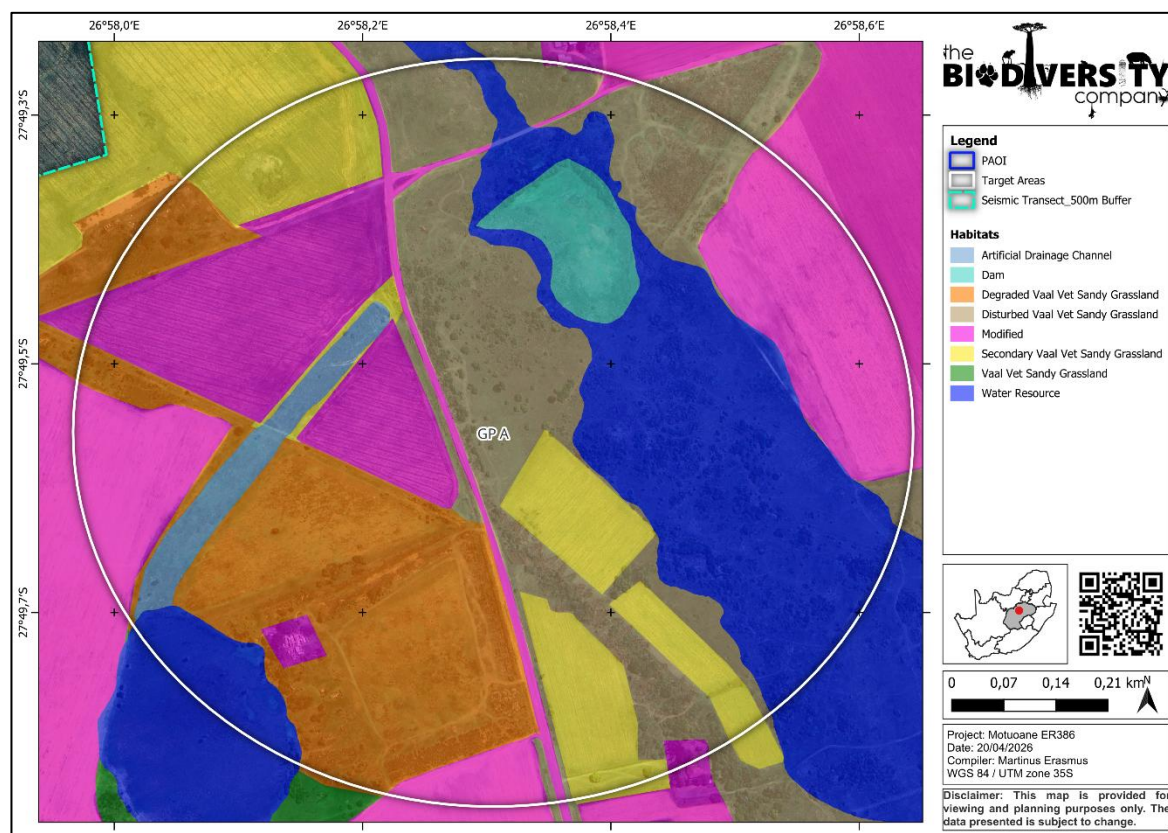 26°58,0'E 26°58,2'E 26°58,4'E 26°58,6'E
27°49,3'S
27°49,5'S
27°49,7'S
GP A
the
BIODIVERSITY
company
Legend
PAOI
Target Areas
Seismic Transect_500m Buffer
Habitats
Artificial Drainage Channel
Dam
Degraded Vaal Vet Sandy Grassland
Disturbed Vaal Vet Sandy Grassland
Modified
Secondary Vaal Vet Sandy Grassland
Vaal Vet Sandy Grassland
Water Resource
0 0,07 0,14 0,21 km
N
Project: Motuoane ER386
Date: 20/04/2026
Compiler: Martinus Erasmus
WGS 84 / UTM zone 35S
Disclaimer: This map is provided for
viewing and planning purposes only. The
data presented is subject to change.